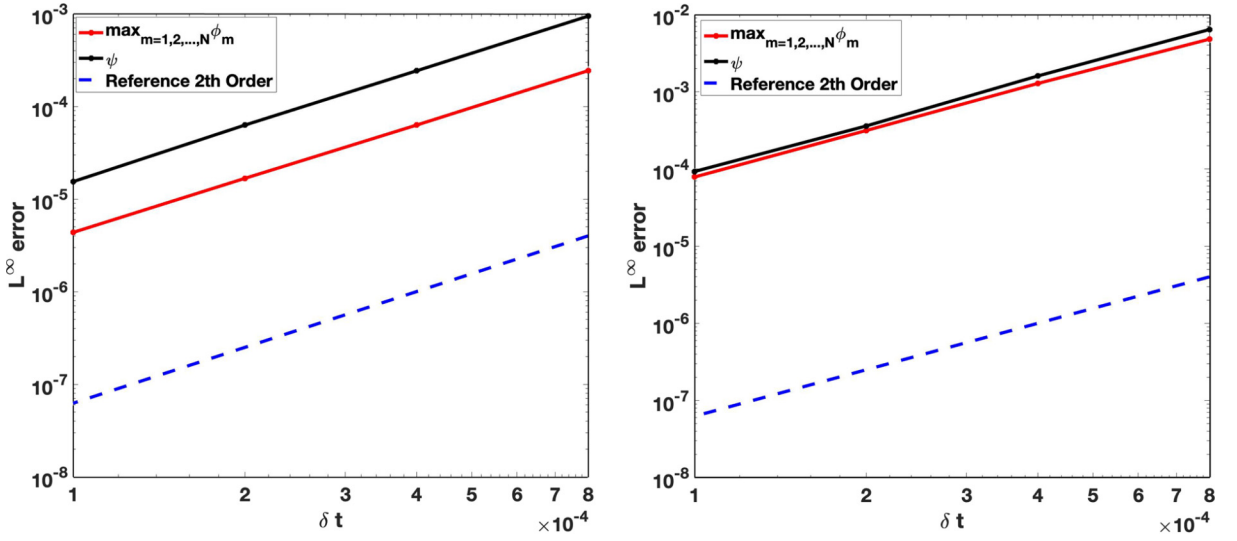 10^-3
10^-4
10^-5
10^-6
10^-7
10^-8
L^∞ error
max_{m=1,2,...,N} ϕ_m
ψ
Reference 2th Order
1 2 3 4 5 6 7 8
δ t
×10^-4
10^-2
10^-3
10^-4
10^-5
10^-6
10^-7
10^-8
L^∞ error
max_{m=1,2,...,N} ϕ_m
ψ
Reference 2th Order
1 2 3 4 5 6 7 8
δ t
×10^-4